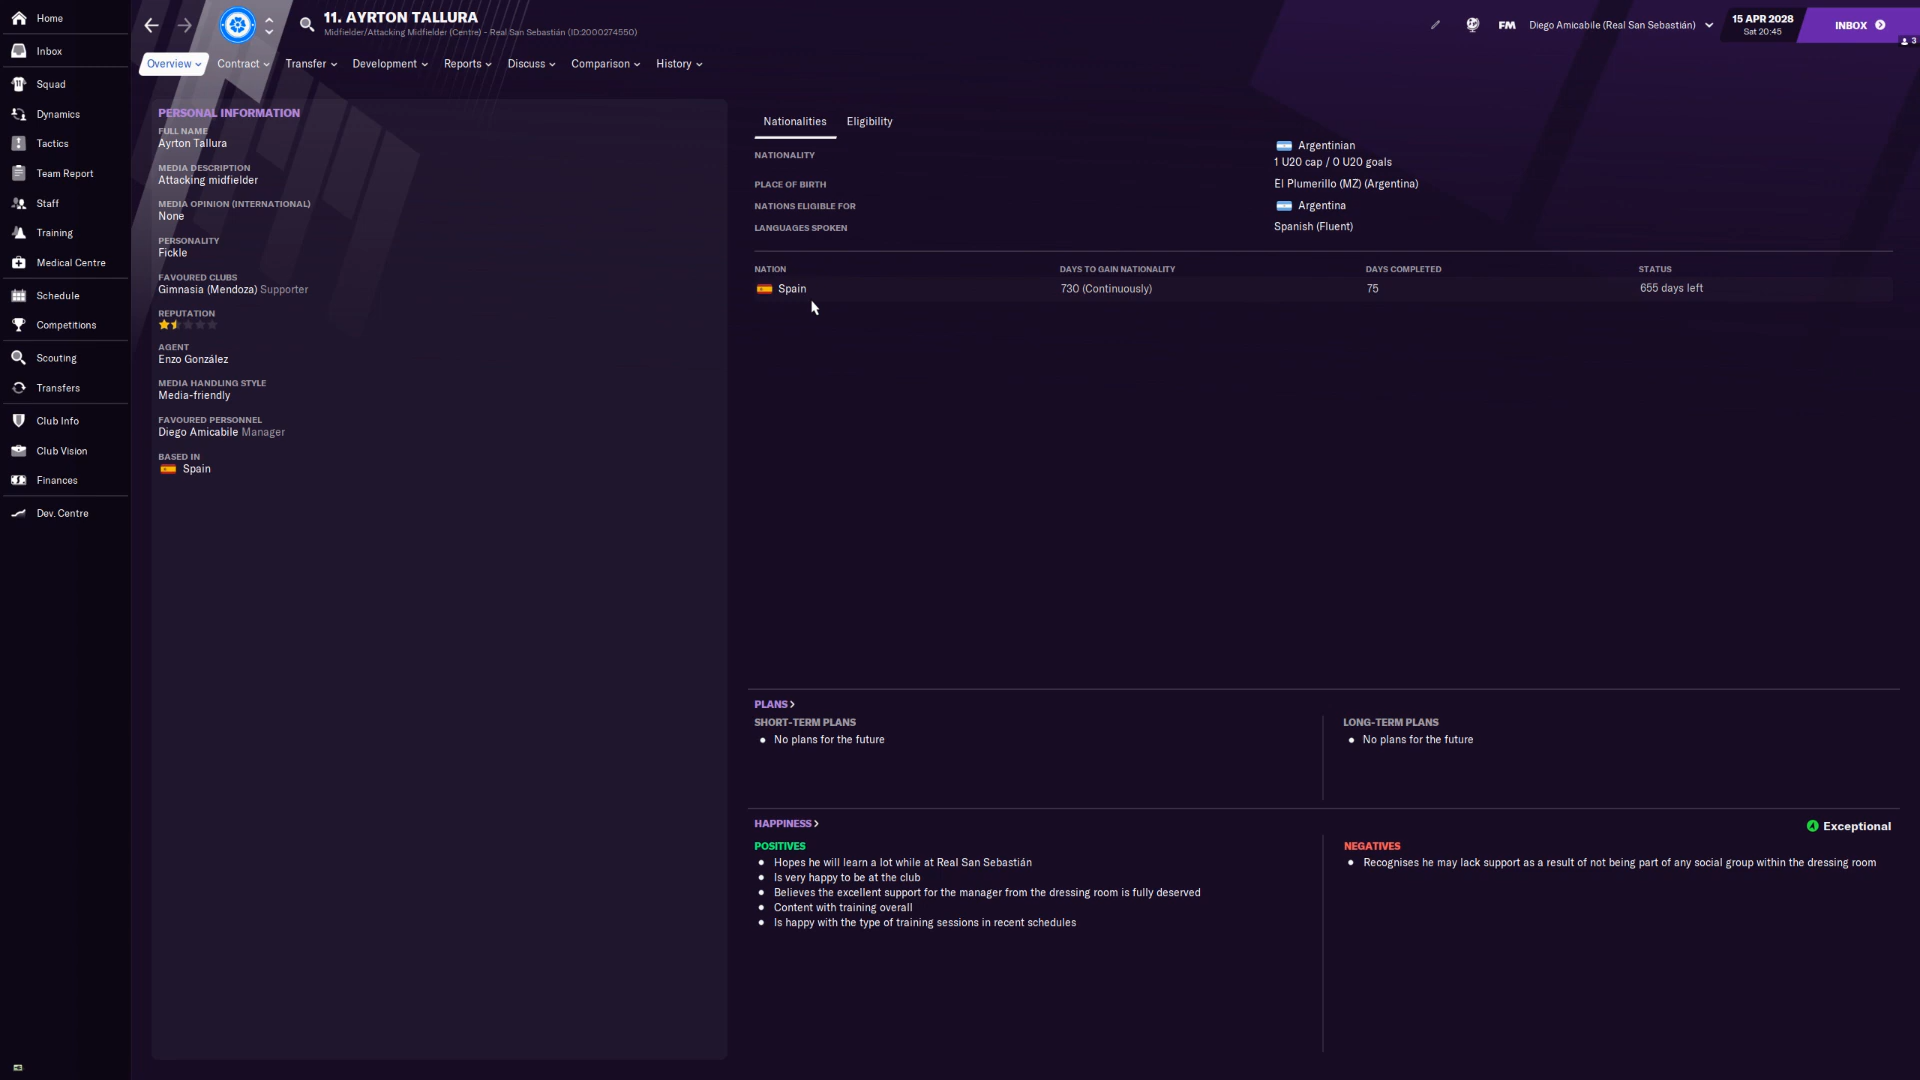 Home
Inbox
Squad
Dynamics
Tactics
Team Report
Staff
Training
Medical Centre
Schedule
Competitions
Scouting
Transfers
Club Info
Club Vision
Finances
Dev. Centre
11. AYRTON TALLURA
Midfielder/Attacking Midfielder (Centre) - Real San Sebastián (ID:2000274550)
FM
Diego Amicabile (Real San Sebastián)
15 APR 2028
Sat 20:45
INBOX
3
Overview
Contract
Transfer
Development
Reports
Discuss
Comparison
History
PERSONAL INFORMATION
FULL NAME
Ayrton Tallura
MEDIA DESCRIPTION
Attacking midfielder
MEDIA OPINION (INTERNATIONAL)
None
PERSONALITY
Fickle
FAVOURED CLUBS
Gimnasia (Mendoza) Supporter
REPUTATION
AGENT
Enzo González
MEDIA HANDLING STYLE
Media-friendly
FAVOURED PERSONNEL
Diego Amicabile Manager
BASED IN
Spain
Nationalities
Eligibility
NATIONALITY
Argentinian
1 U20 cap / 0 U20 goals
PLACE OF BIRTH
El Plumerillo (MZ) (Argentina)
NATIONS ELIGIBLE FOR
Argentina
LANGUAGES SPOKEN
Spanish (Fluent)
NATION DAYS TO GAIN NATIONALITY DAYS COMPLETED STATUS
Spain 730 (Continuously) 75 655 days left
PLANS
SHORT-TERM PLANS
No plans for the future
LONG-TERM PLANS
No plans for the future
HAPPINESS
Exceptional
POSITIVES
Hopes he will learn a lot while at Real San Sebastián
Is very happy to be at the club
Believes the excellent support for the manager from the dressing room is fully deserved
Content with training overall
Is happy with the type of training sessions in recent schedules
NEGATIVES
Recognises he may lack support as a result of not being part of any social group within the dressing room